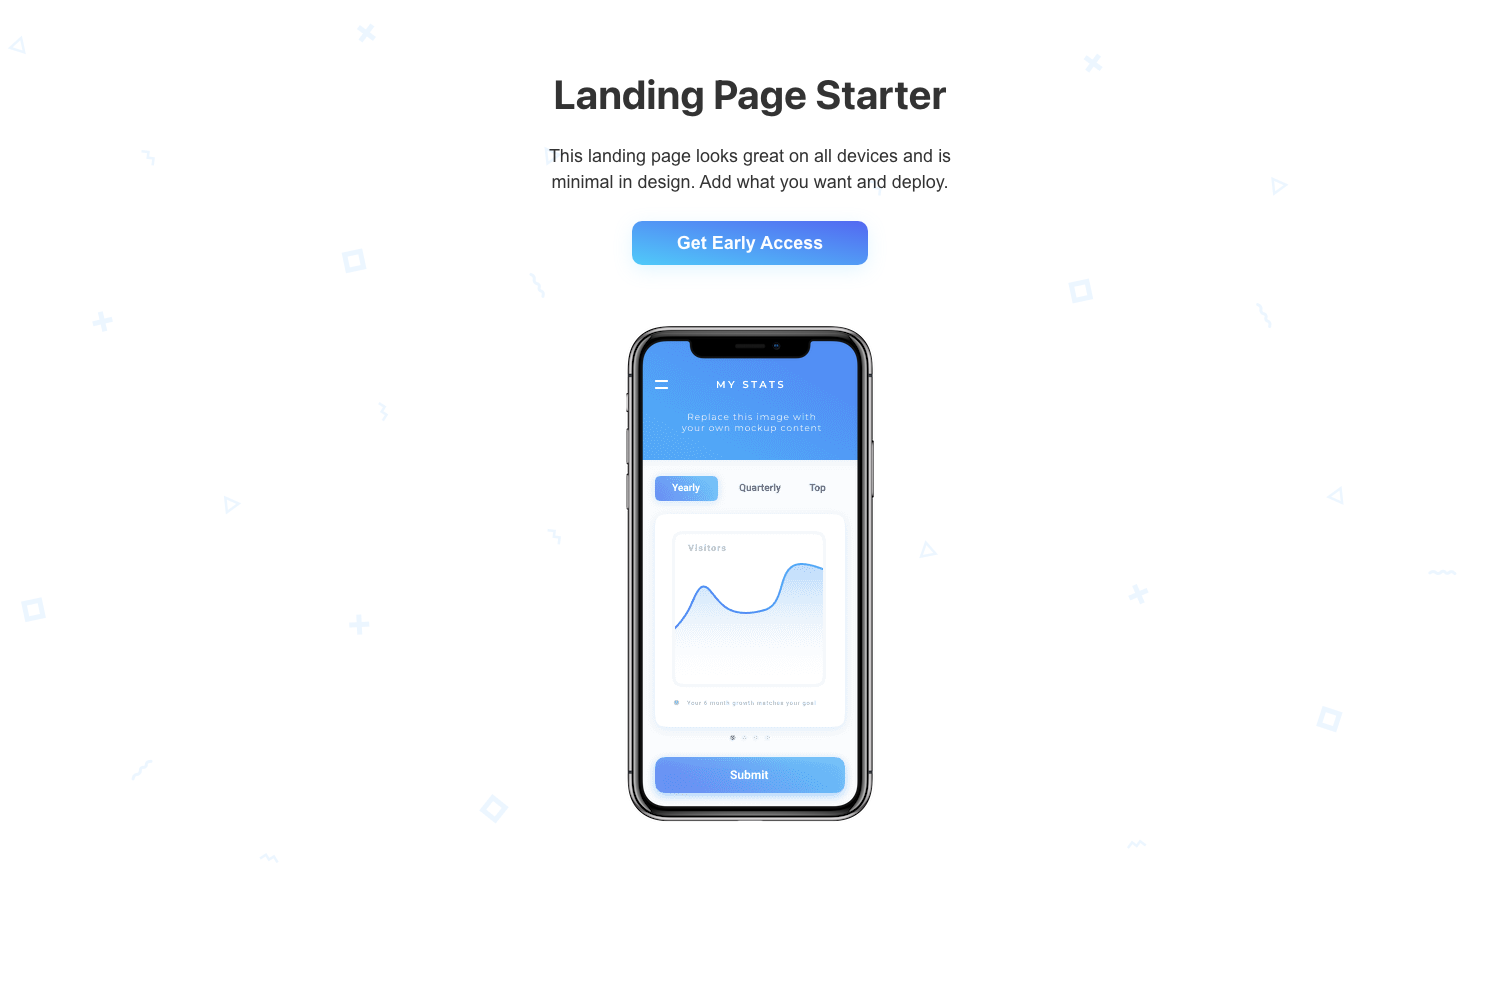 Landing Page Starter
This landing page looks great on all devices and is
minimal in design. Add what you want and deploy.
Get Early Access
MY STATS
Replace this image with
your own mockup content
Yearly Quarterly Top
Visitors
Your 6 month growth matches your goal
Submit